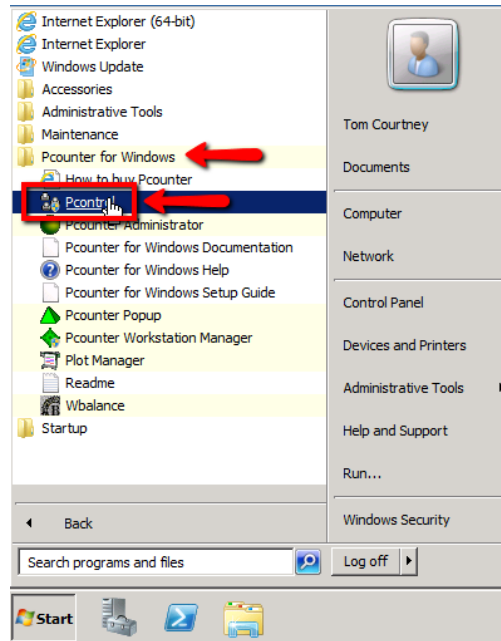 Internet Explorer (64-bit)
Internet Explorer
Windows Update
Accessories
Administrative Tools
Maintenance
Pcounter for Windows
How to buy Pcounter
Pcontrol
Pcounter Administrator
Pcounter for Windows Documentation
Pcounter for Windows Help
Pcounter for Windows Setup Guide
Pcounter Popup
Pcounter Workstation Manager
Plot Manager
Readme
Wbalance
Startup
Back
Search programs and files
Tom Courtney
Documents
Computer
Network
Control Panel
Devices and Printers
Administrative Tools
Help and Support
Run...
Windows Security
Log off
Start